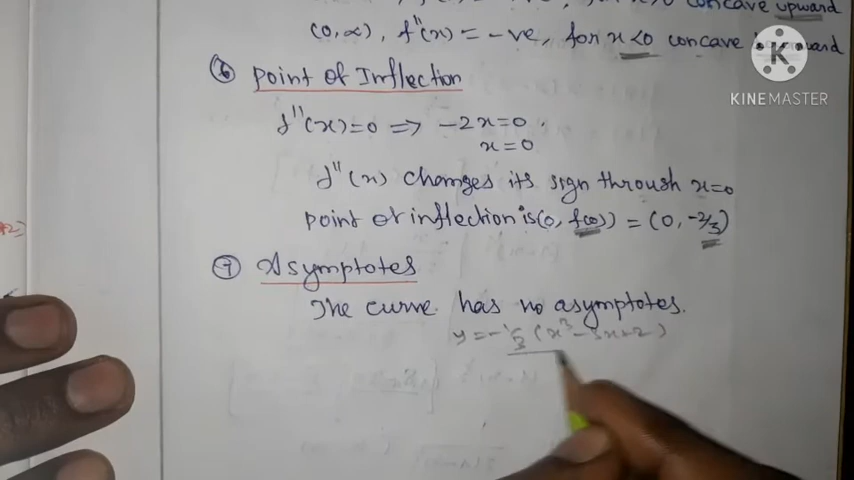 concave upward
(0, ∝), f''(x) = -ve, for x<0 concave
KINEMASTER
⑥ Point of Inflection
f''(x)=0 ⟹ -2x=0
x=0
f''(x) changes its sign through x=0
point of inflection is (0, f(0)) = (0, -2/3)
⑦ Asymptotes
The curve has no asymptotes.
y = -1/3 (x³-3x+2)